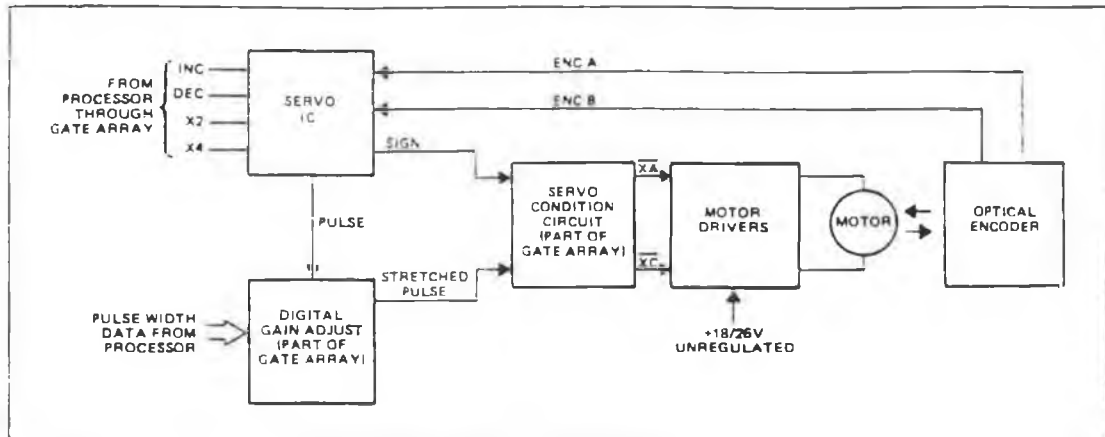 FROM
PROCESSOR
THROUGH
GATE ARRAY
INC
DEC
X2
X4
SERVO
IC
ENC A
ENC B
SIGN
PULSE
SERVO
CONDITION
CIRCUIT
(PART OF
GATE ARRAY)
XA
XC
MOTOR
DRIVERS
MOTOR
OPTICAL
ENCODER
STRETCHED
PULSE
PULSE WIDTH
DATA FROM
PROCESSOR
DIGITAL
GAIN ADJUST
(PART OF
GATE ARRAY)
+18/26V
UNREGULATED